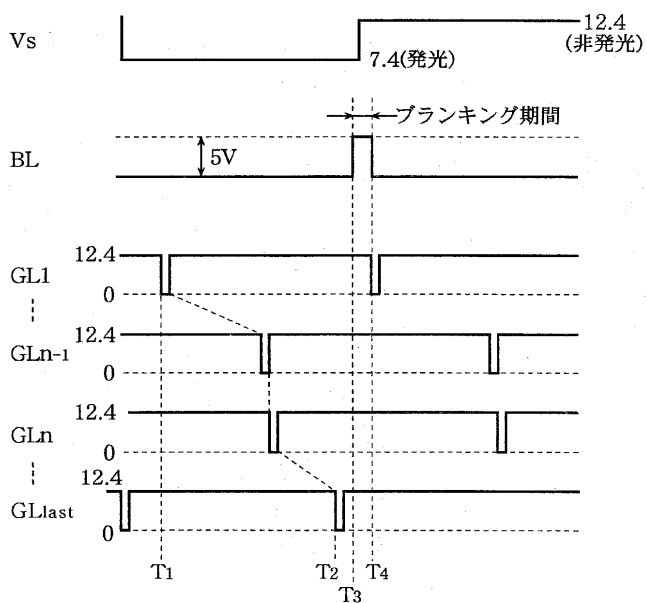 Vs
12.4
(非発光)
7.4(発光)
ブランキング期間
BL
5V
GL1
12.4
0
GLn-1
12.4
0
GLn
12.4
0
GLlast
12.4
0
T1
T2
T3
T4